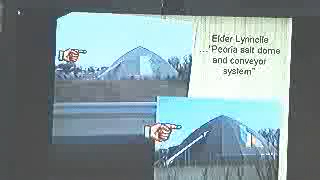 Elder Lynnelle
..."Peoria salt dome
and conveyor
system"